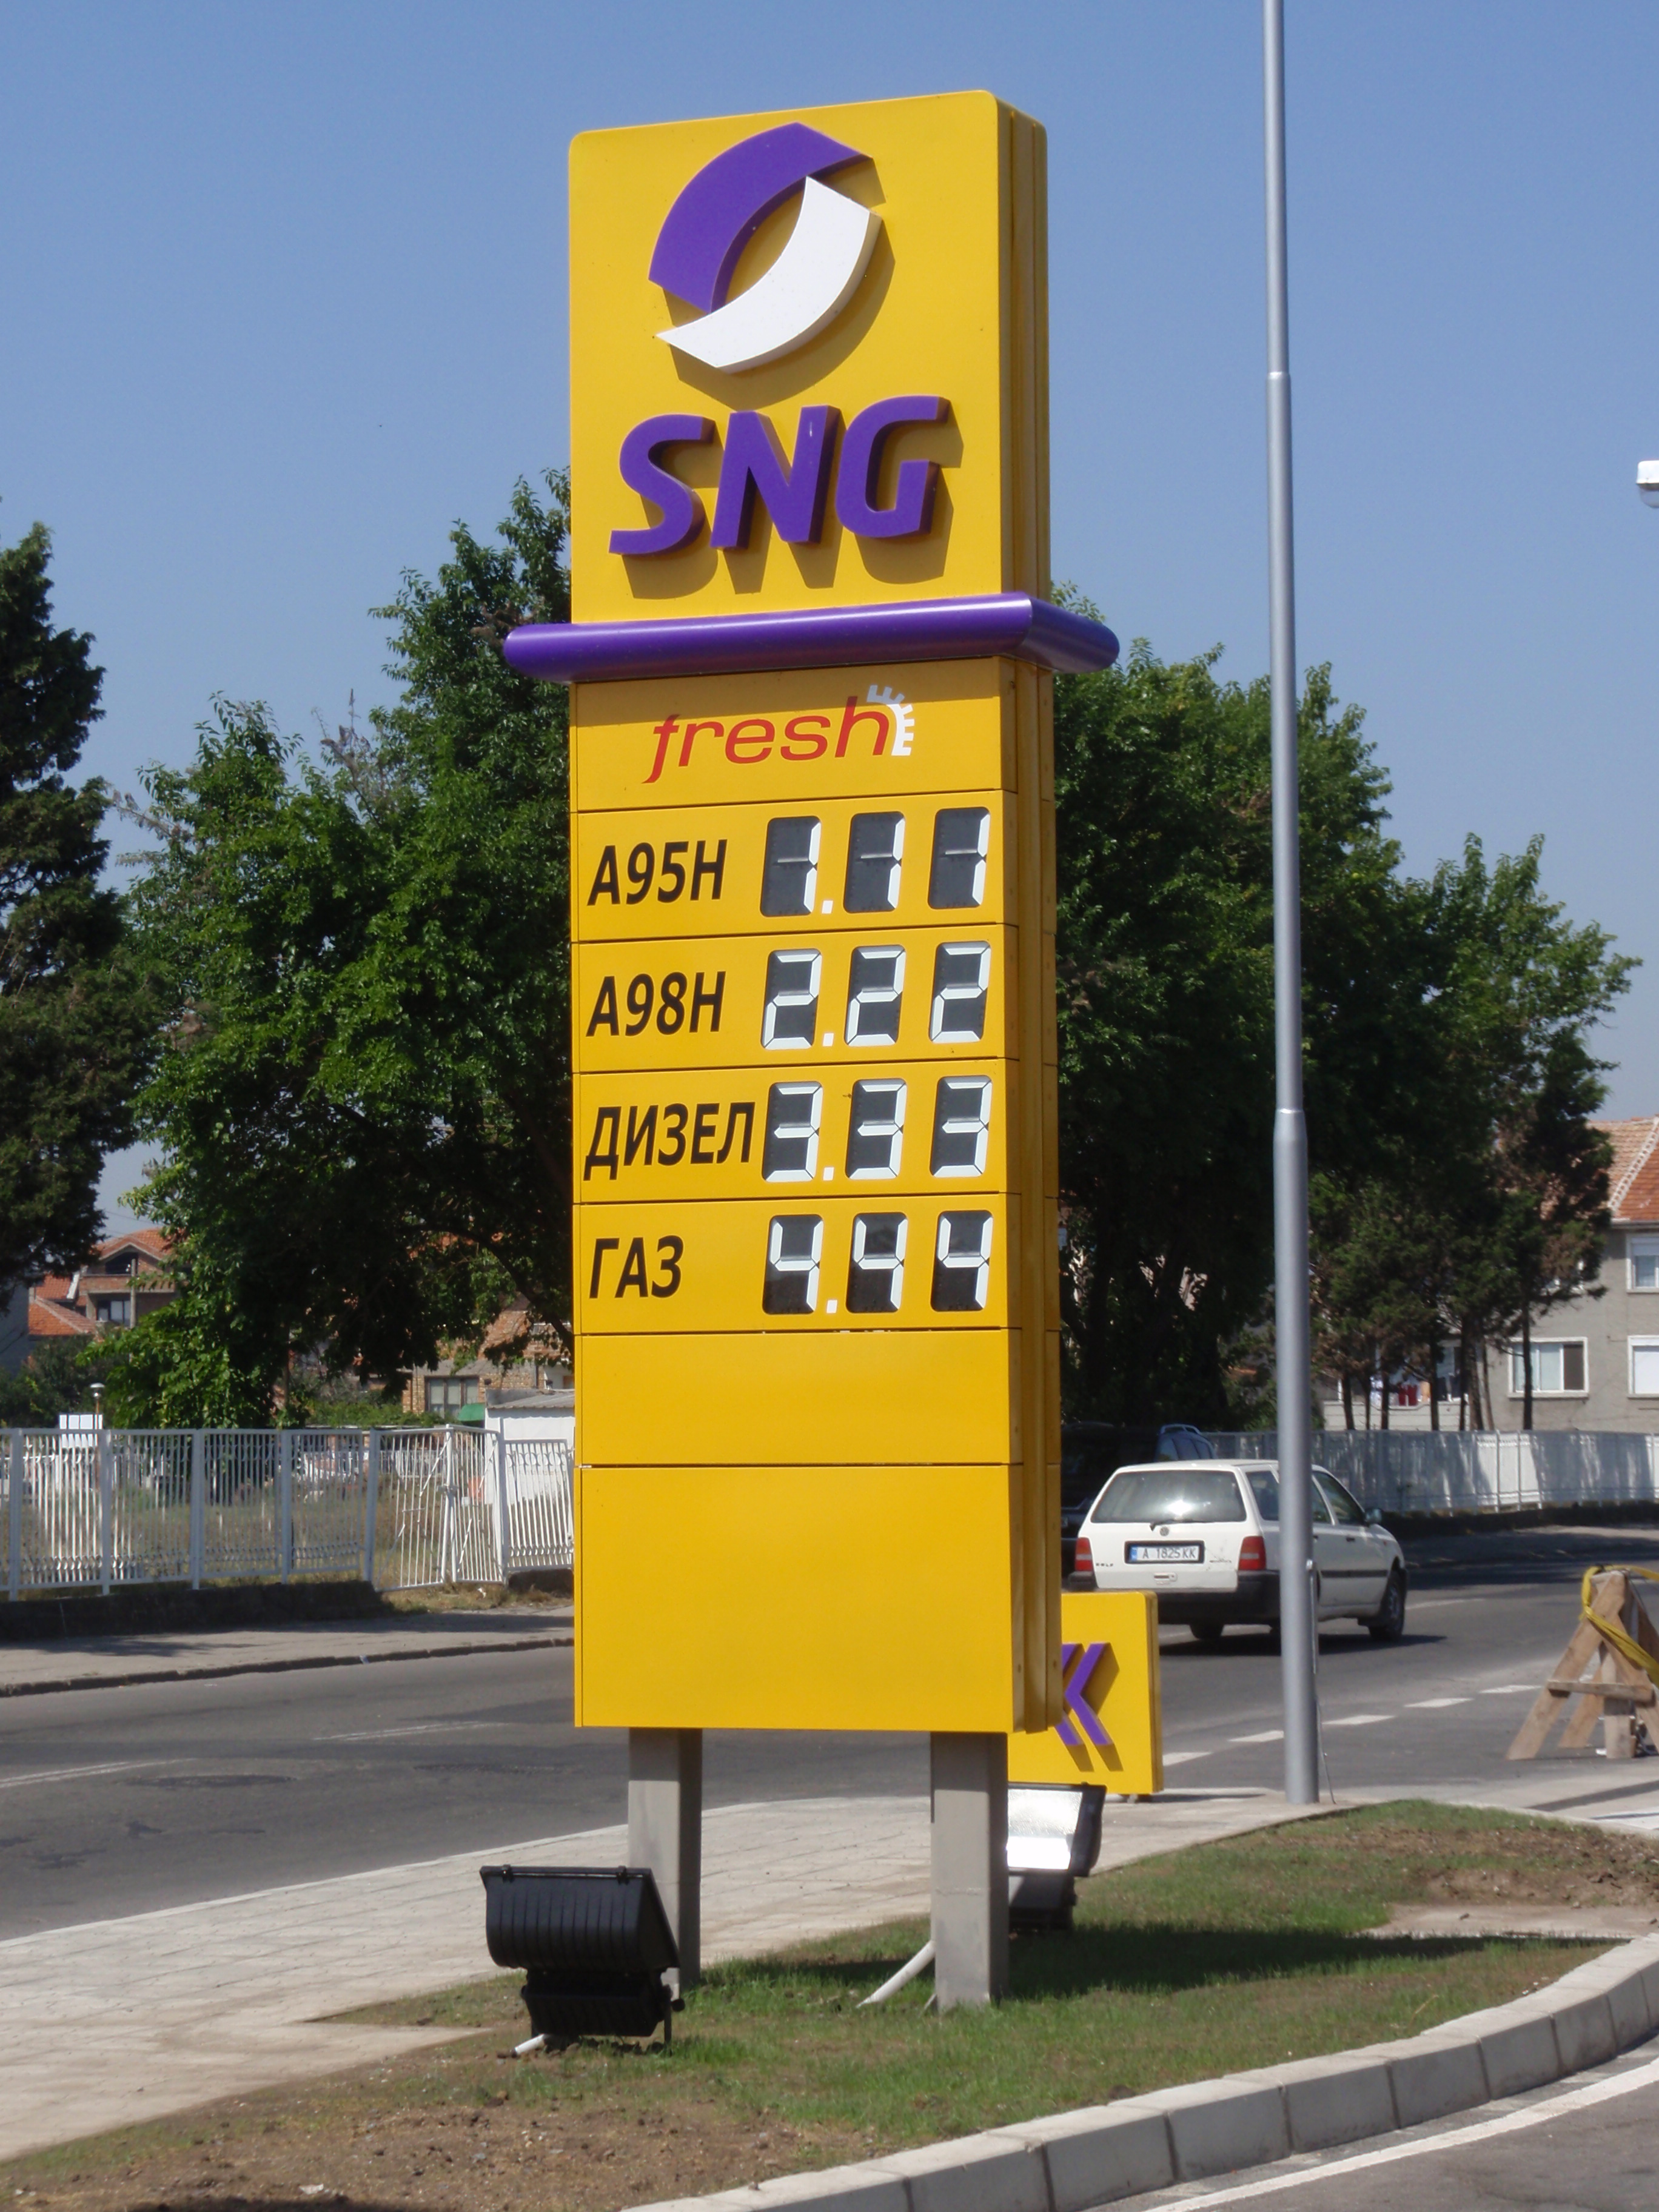 SNG
fresh
A95H 1.11
A98H 2.22
ДИЗЕЛ 3.33
ГАЗ 4.44
A 1825 KK